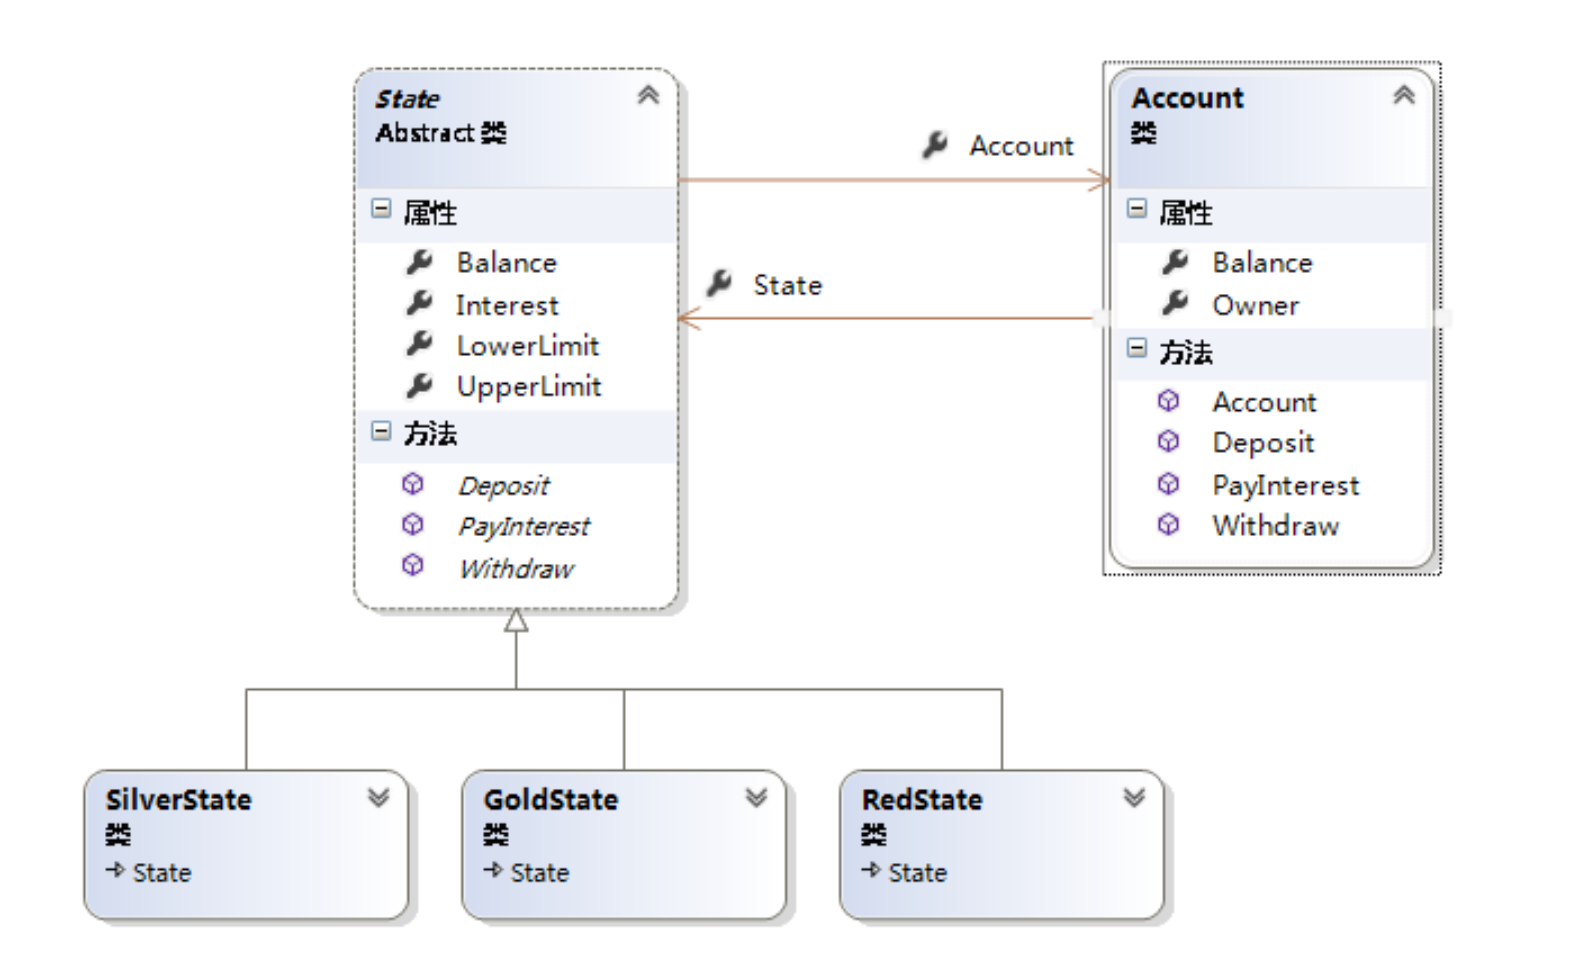 State
Abstract 类
属性
Balance
Interest
LowerLimit
UpperLimit
方法
Deposit
PayInterest
Withdraw
Account
State
Account
类
属性
Balance
Owner
方法
Account
Deposit
PayInterest
Withdraw
SilverState
类
State
GoldState
类
State
RedState
类
State